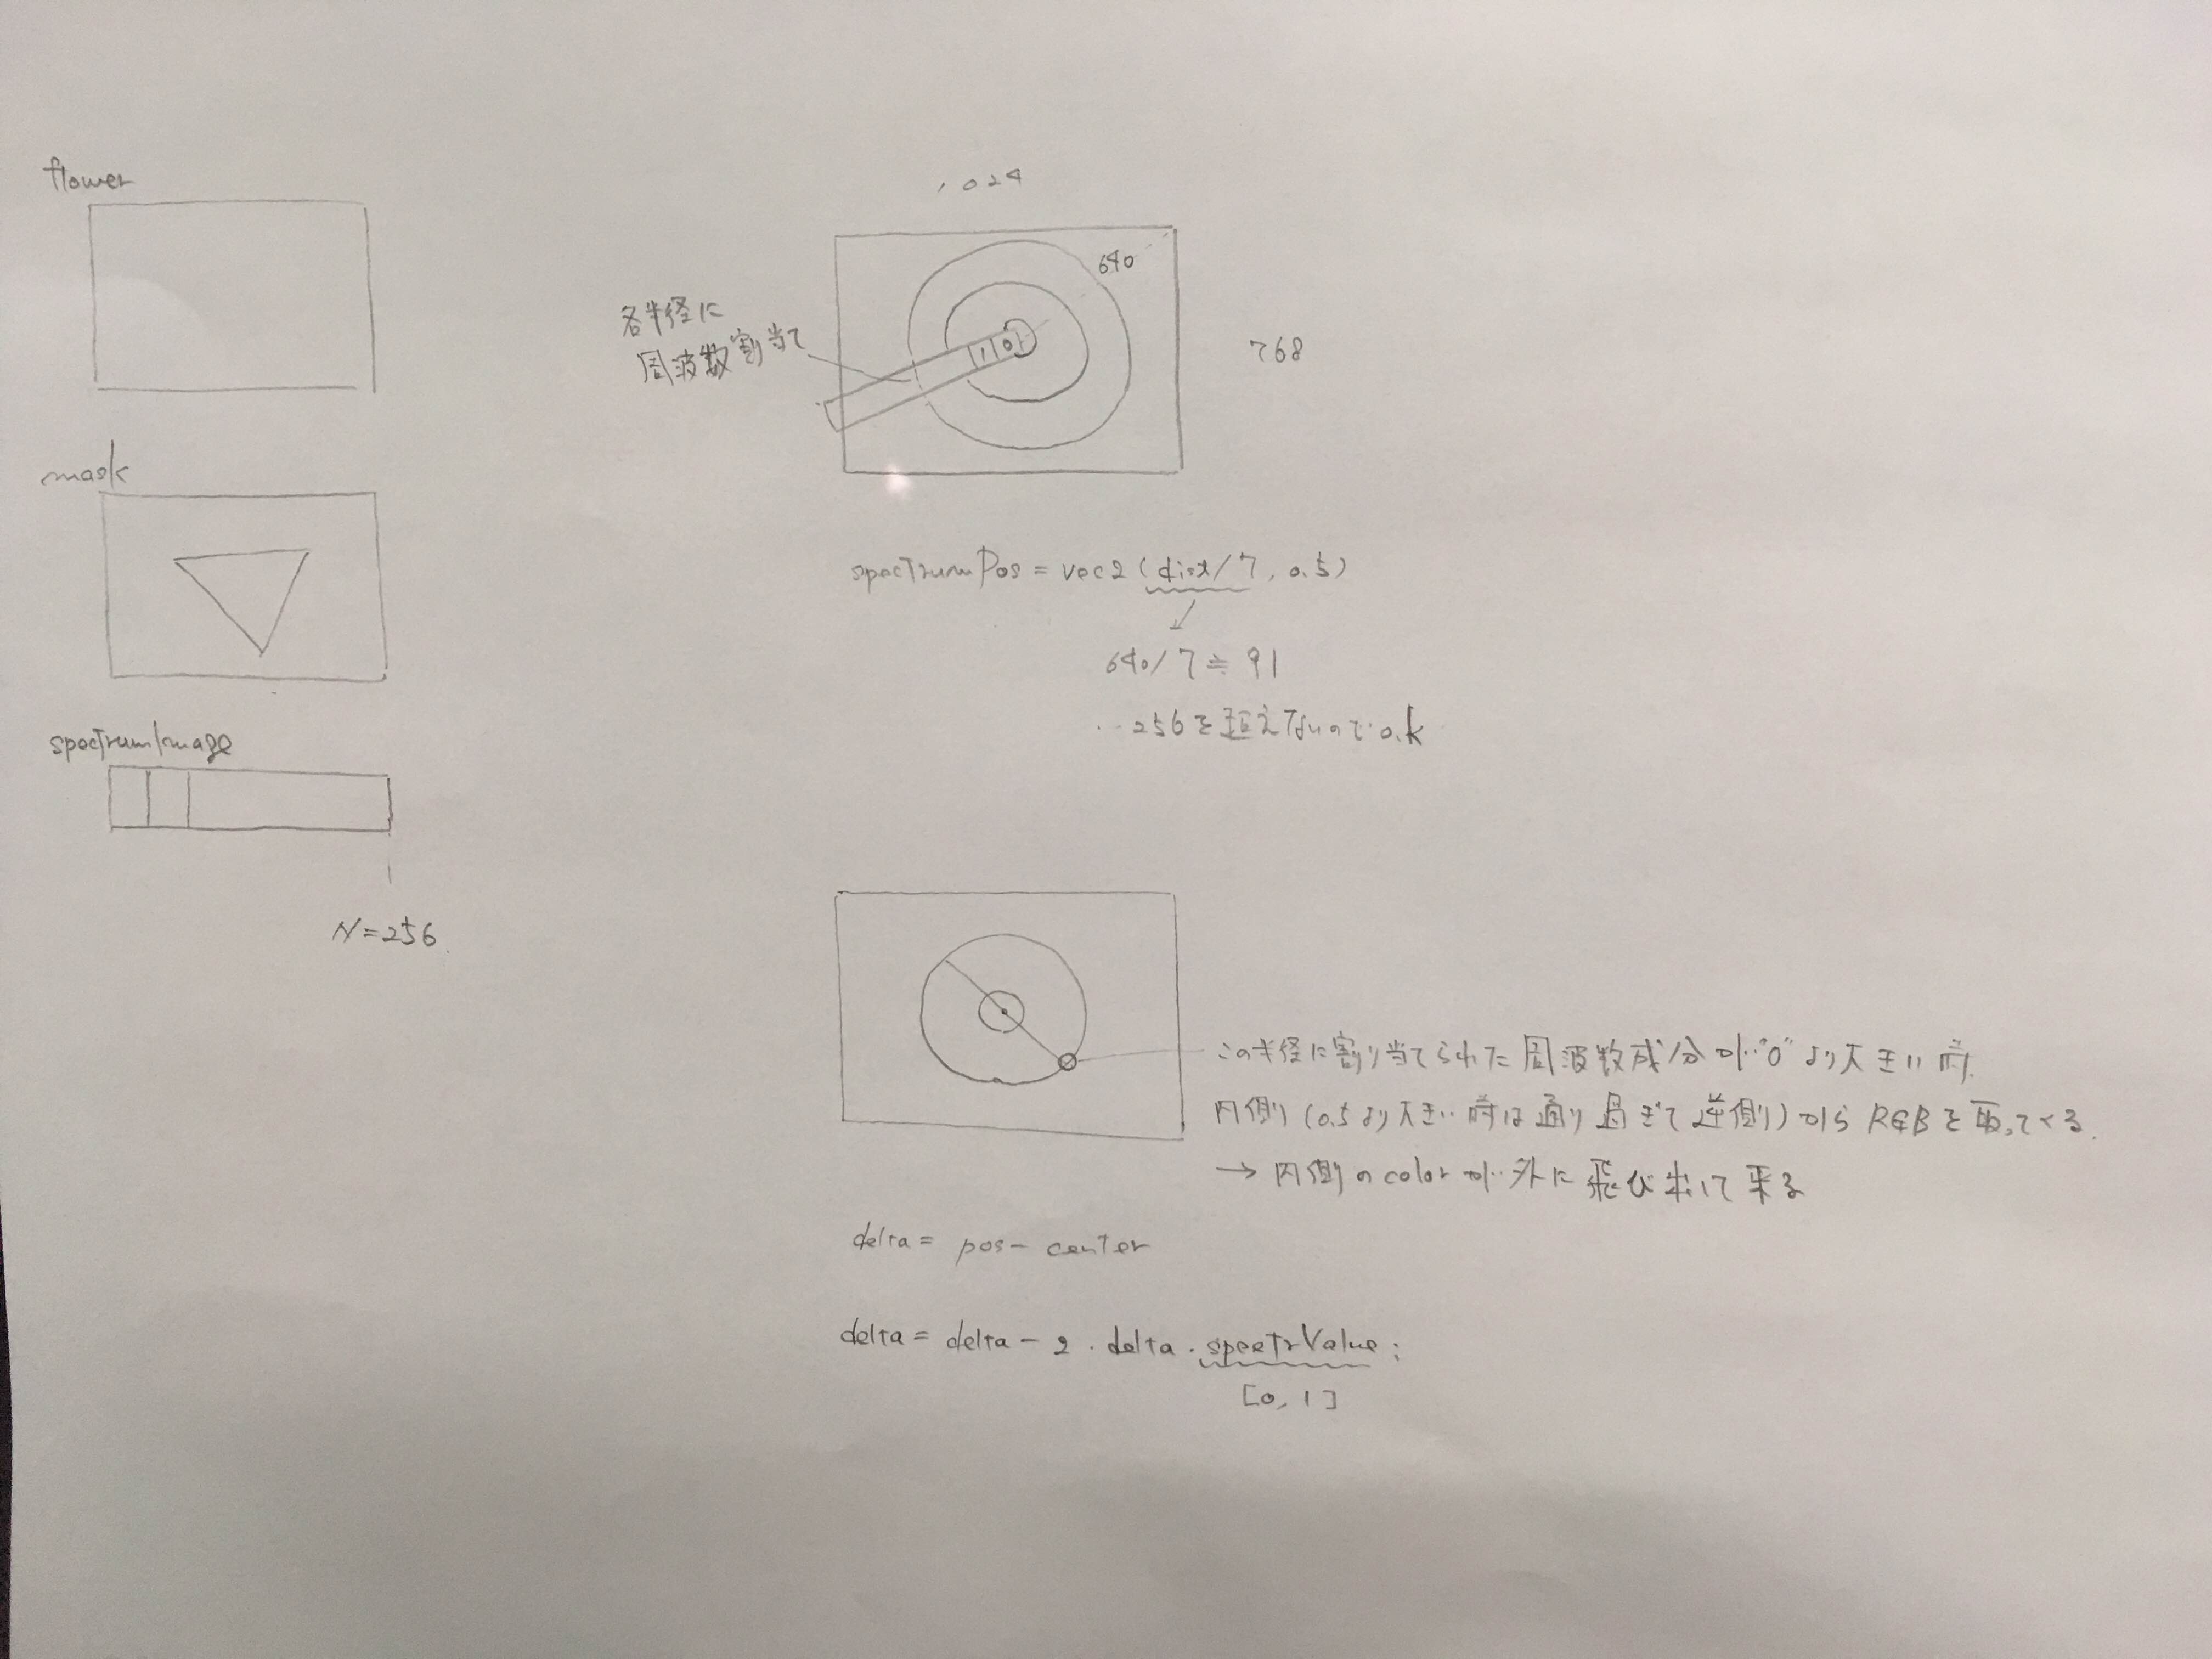 flower
mask
spectrumImage
N=256
1024
640
768
各半径に
周波数割り当て
1 0
spectrumPos = vec2 (dist/7, 0.5)
640/7 ≒ 91
…256を超えないので o.k
この半径に割り当てられた周波数成分が"0"より大きい時
内側(0.5より大きい時は通り過ぎて逆側)からRGBを取ってくる.
→ 内側のcolorが外に飛び出して来る
delta = pos - center
delta = delta - 2 · delta · spectrValue;
[0, 1]